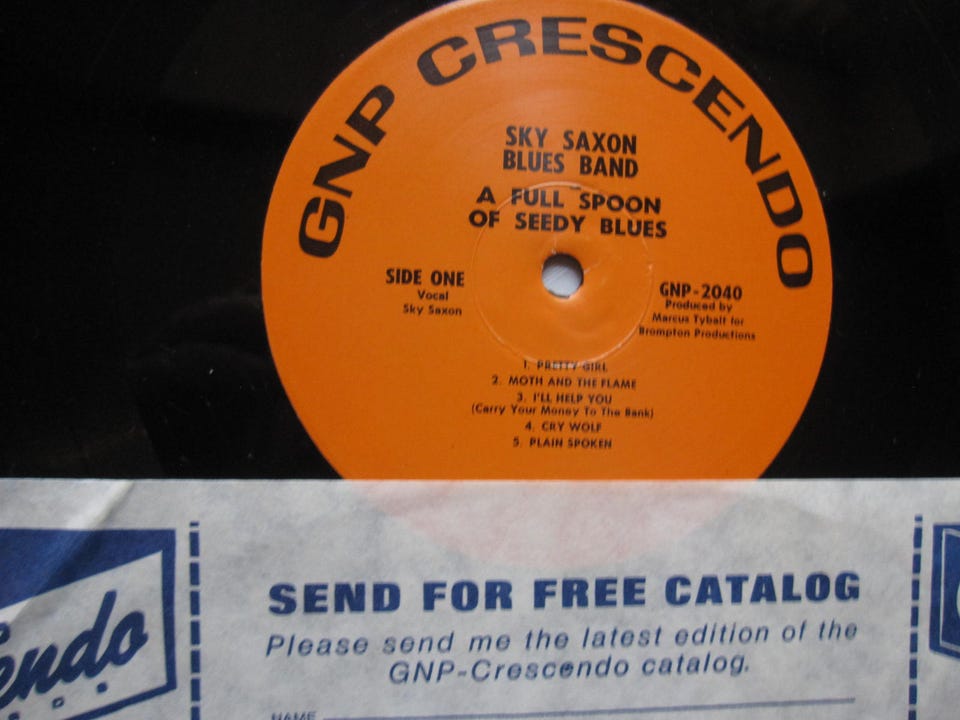 GNP CRESCENDO
SKY SAXON
BLUES BAND
A FULL SPOON
OF SEEDY BLUES
SIDE ONE
Vocal
Sky Saxon
GNP-2040
Produced by
Marcus Tybalt for
Brompton Productions
1. PRETTY GIRL
2. MOTH AND THE FLAME
3. I'LL HELP YOU
(Carry Your Money To The Bank)
4. CRY WOLF
5. PLAIN SPOKEN
SEND FOR FREE CATALOG
Please send me the latest edition of the
GNP-Crescendo catalog.
endo
NAME